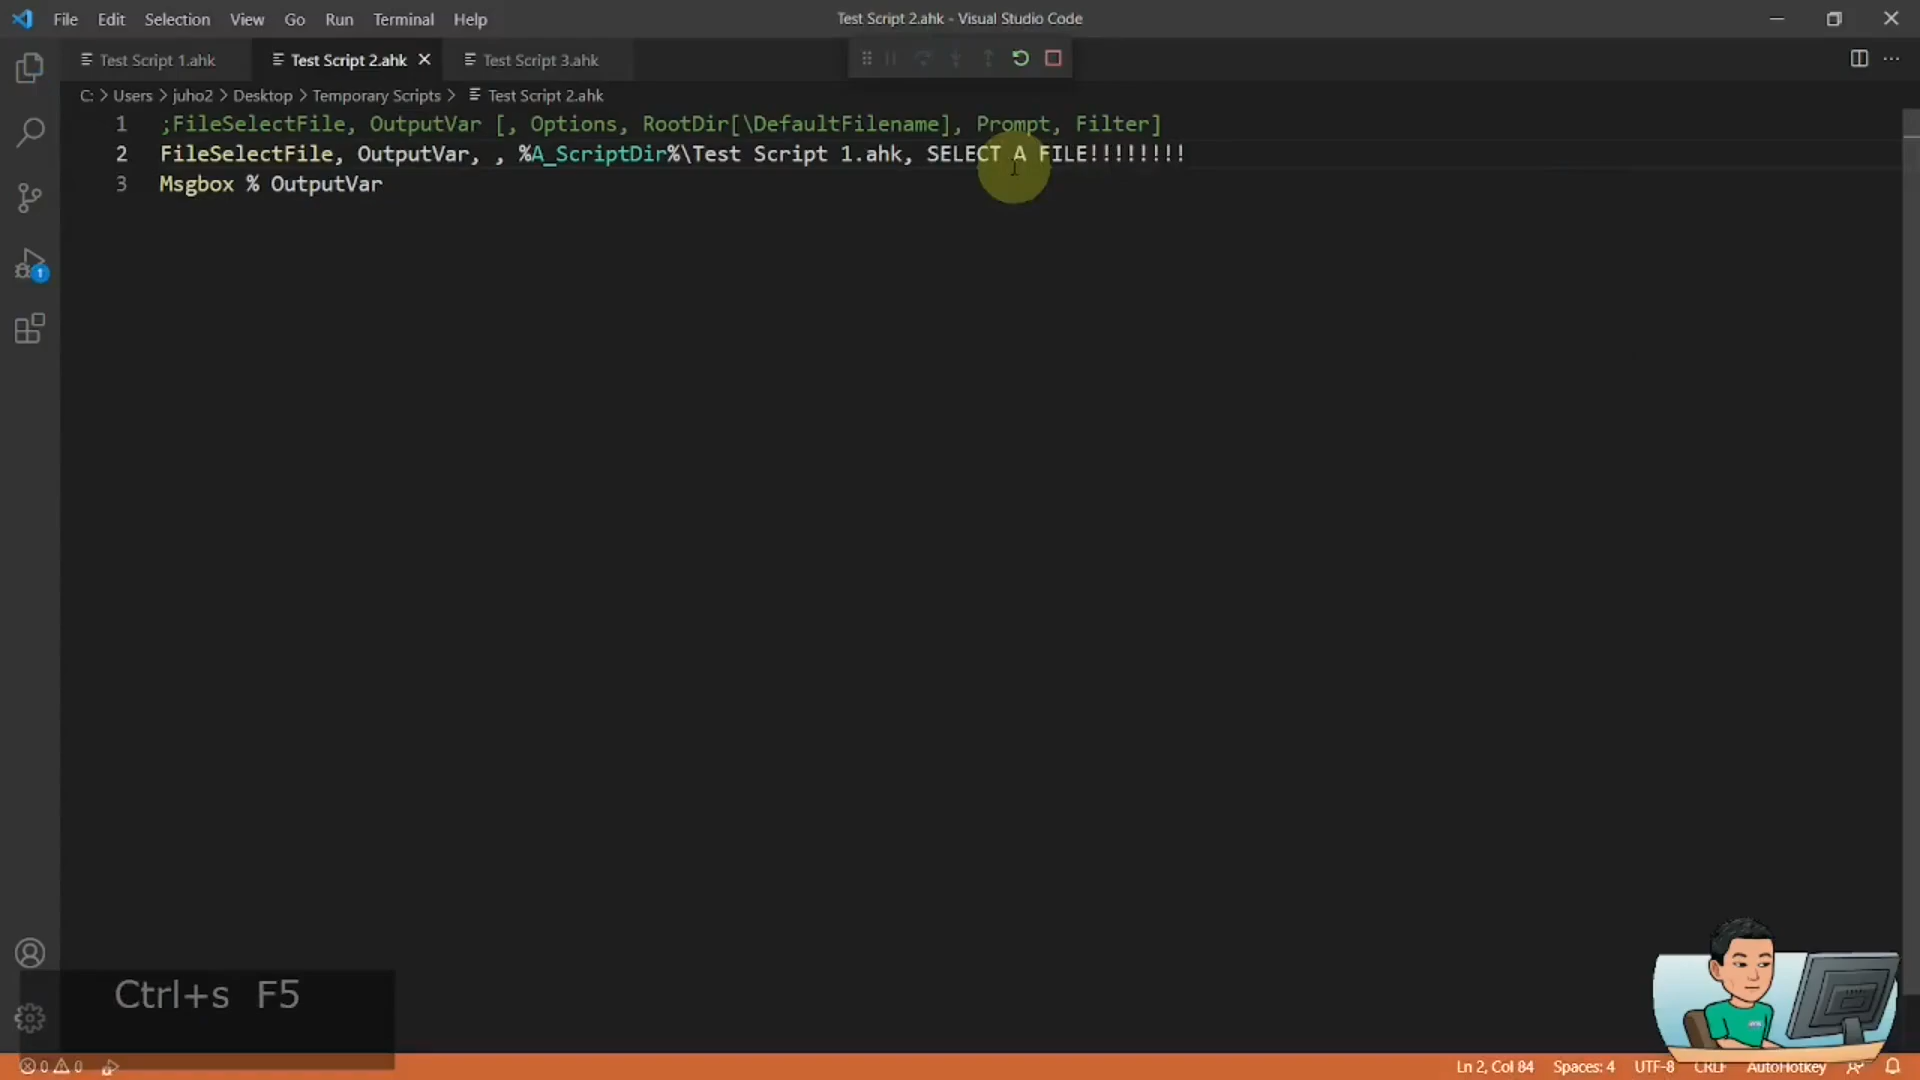 File Edit Selection View Go Run Terminal Help
Test Script 2.ahk - Visual Studio Code
Test Script 1.ahk
Test Script 2.ahk
Test Script 3.ahk
C: > Users > juho2 > Desktop > Temporary Scripts > Test Script 2.ahk
1 ;FileSelectFile, OutputVar [, Options, RootDir[\DefaultFilename], Prompt, Filter]
2 FileSelectFile, OutputVar, , %A_ScriptDir%\Test Script 1.ahk, SELECT A FILE!!!!!!!!
3 Msgbox % OutputVar
1
Ctrl+s F5
0 0
Ln 2, Col 84 Spaces: 4 UTF-8 CRLF AutoHotkey